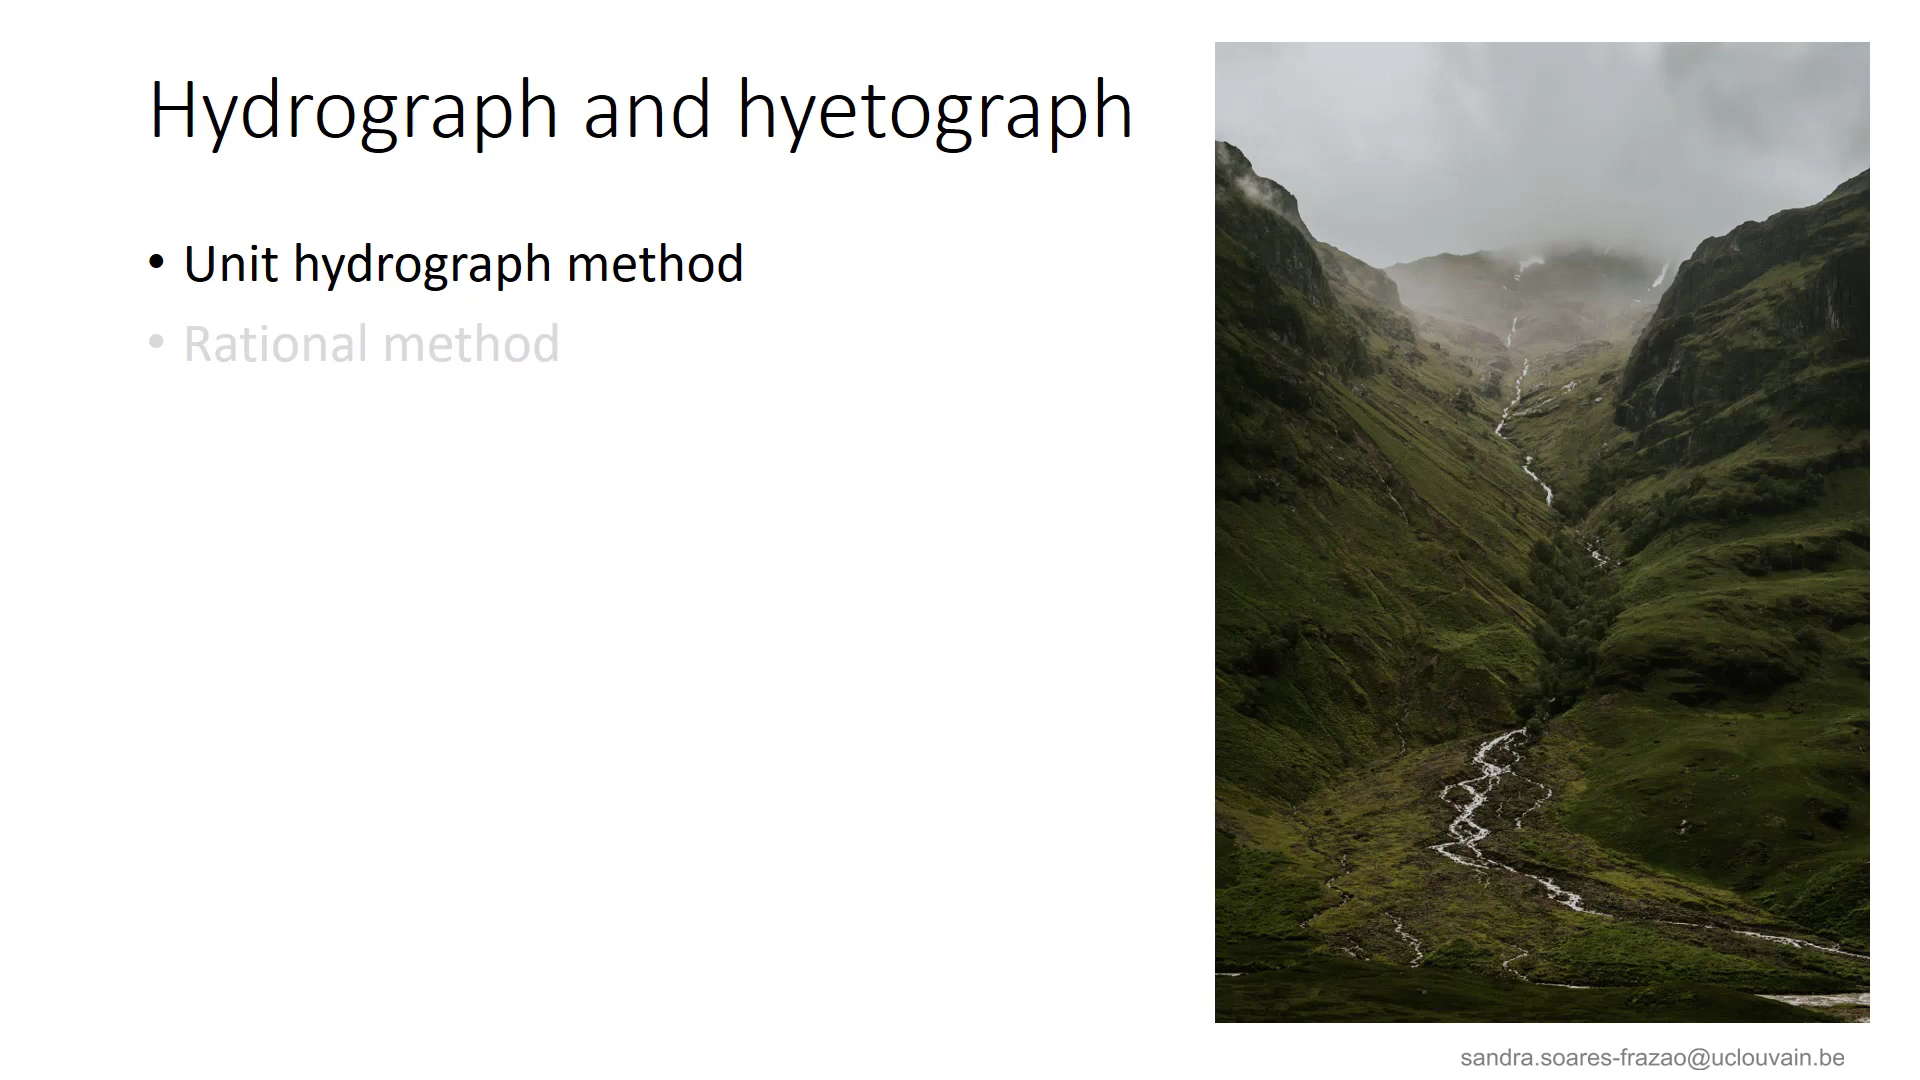 Hydrograph and hyetograph
• Unit hydrograph method
• Rational method
sandra.soares-frazao@uclouvain.be